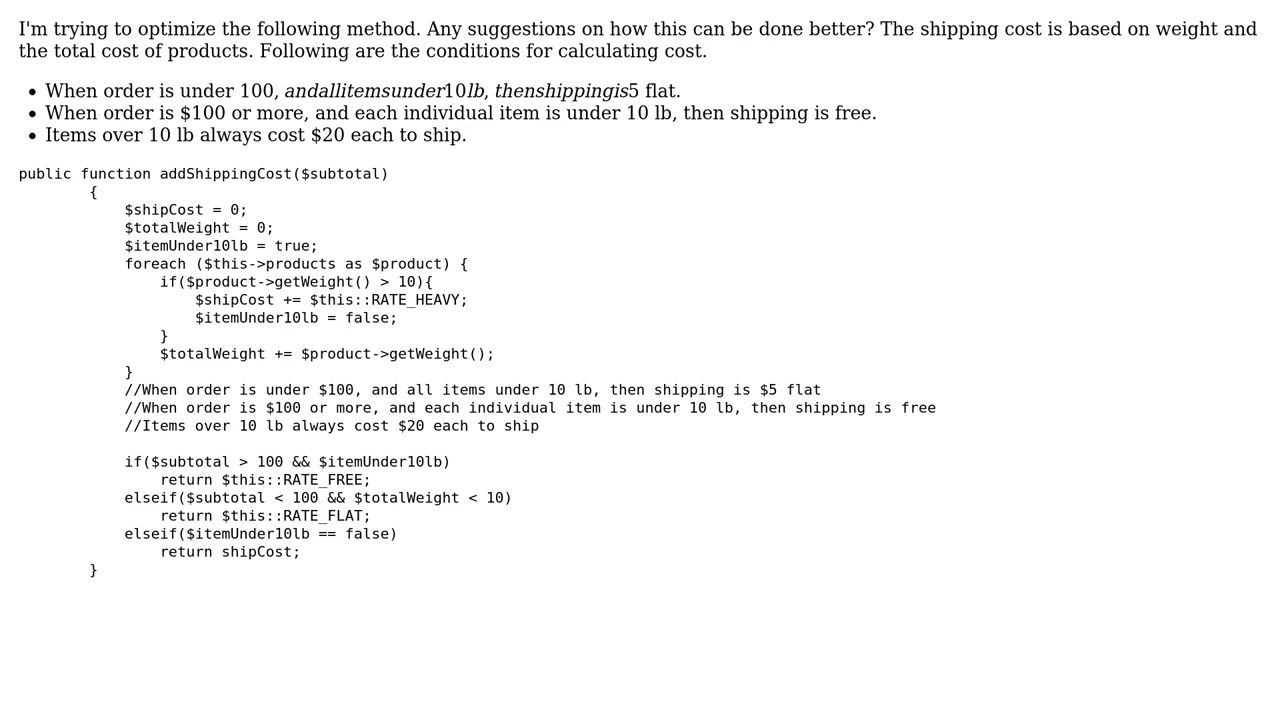 I'm trying to optimize the following method. Any suggestions on how this can be done better? The shipping cost is based on weight and
the total cost of products. Following are the conditions for calculating cost.
• When order is under 100, andallitemsunder10lb, thenshippingis5 flat.
• When order is $100 or more, and each individual item is under 10 lb, then shipping is free.
• Items over 10 lb always cost $20 each to ship.
public function addShippingCost($subtotal)
        {
            $shipCost = 0;
            $totalWeight = 0;
            $itemUnder10lb = true;
            foreach ($this->products as $product) {
                if($product->getWeight() > 10){
                    $shipCost += $this::RATE_HEAVY;
                    $itemUnder10lb = false;
                }
                $totalWeight += $product->getWeight();
            }
            //When order is under $100, and all items under 10 lb, then shipping is $5 flat
            //When order is $100 or more, and each individual item is under 10 lb, then shipping is free
            //Items over 10 lb always cost $20 each to ship

            if($subtotal > 100 && $itemUnder10lb)
                return $this::RATE_FREE;
            elseif($subtotal < 100 && $totalWeight < 10)
                return $this::RATE_FLAT;
            elseif($itemUnder10lb == false)
                return shipCost;
        }